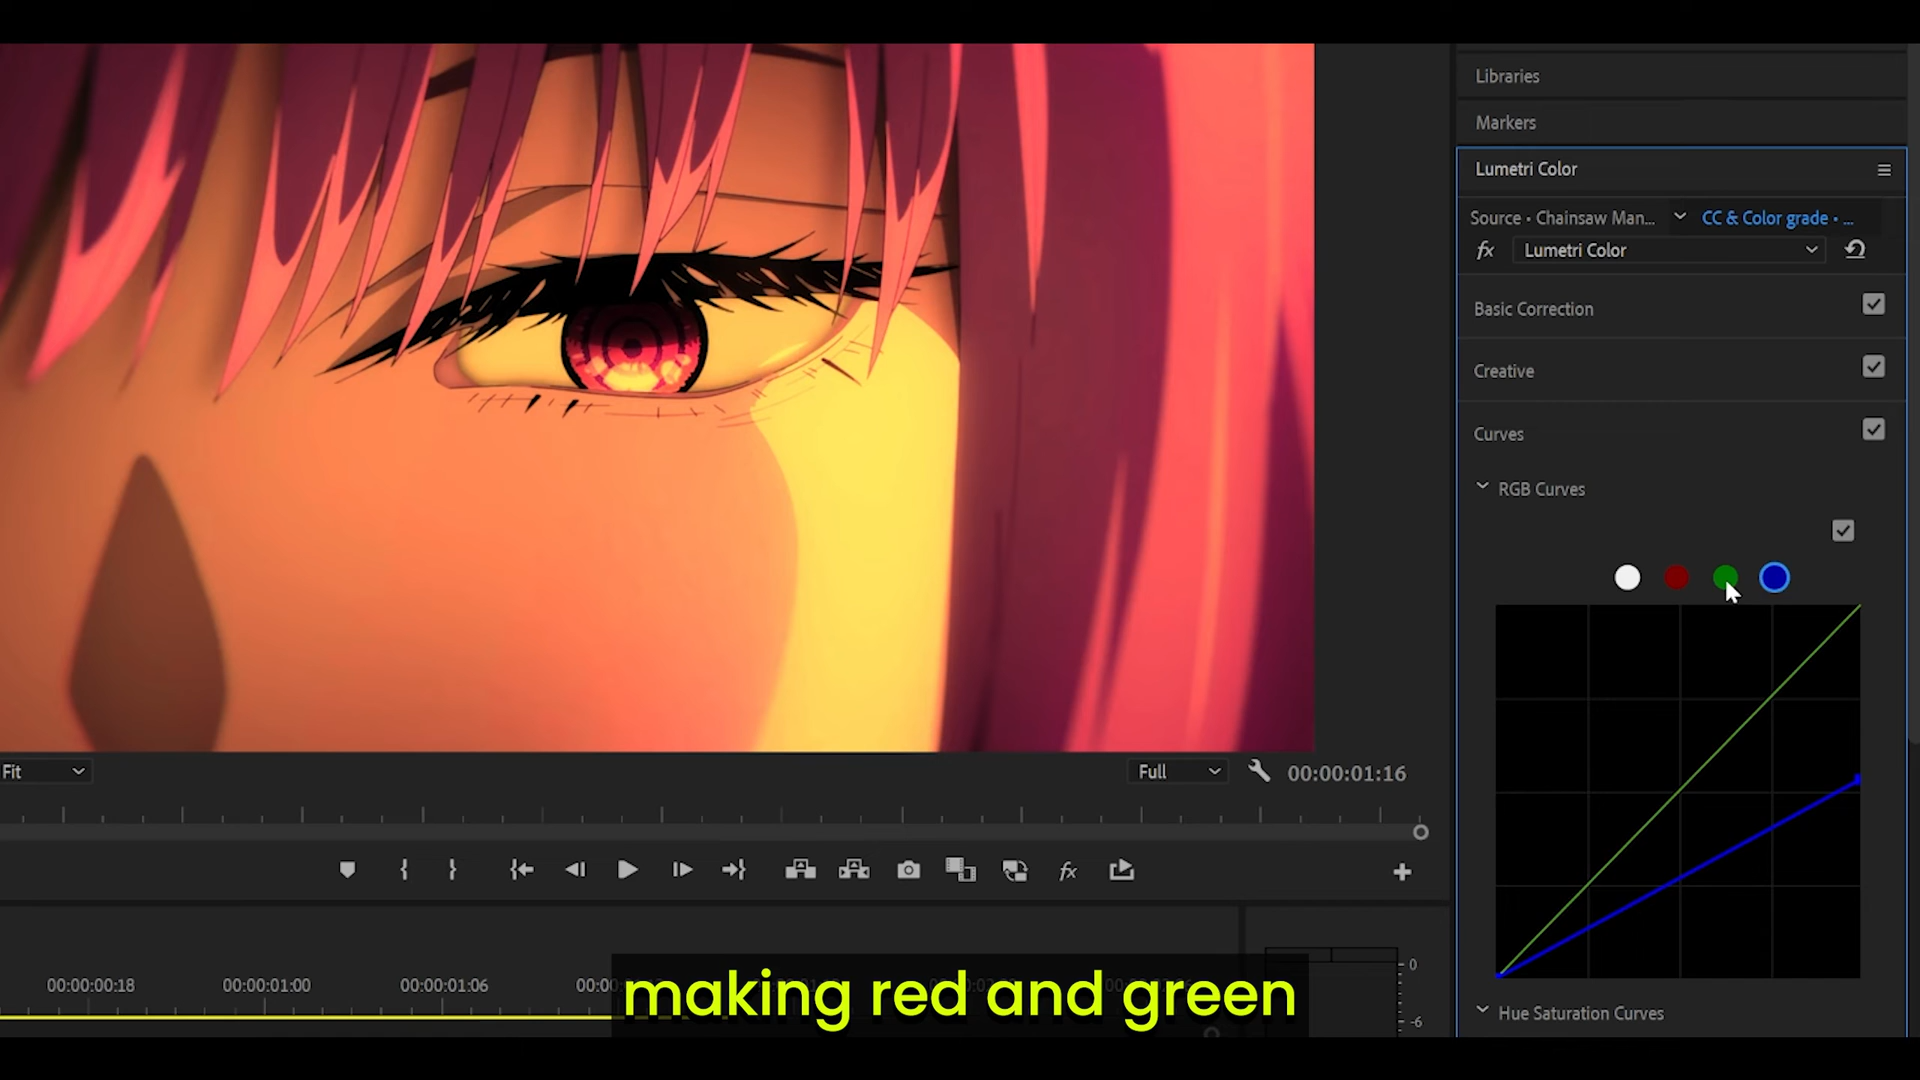 Libraries
Markers
Lumetri Color
Source • Chainsaw Man... CC & Color grade • ...
fx Lumetri Color
Basic Correction
Creative
Curves
RGB Curves
Fit
Full 00:00:01:16
fx
0
00:00:00:18 00:00:01:00 00:00:01:06
making red and green
-6
Hue Saturation Curves